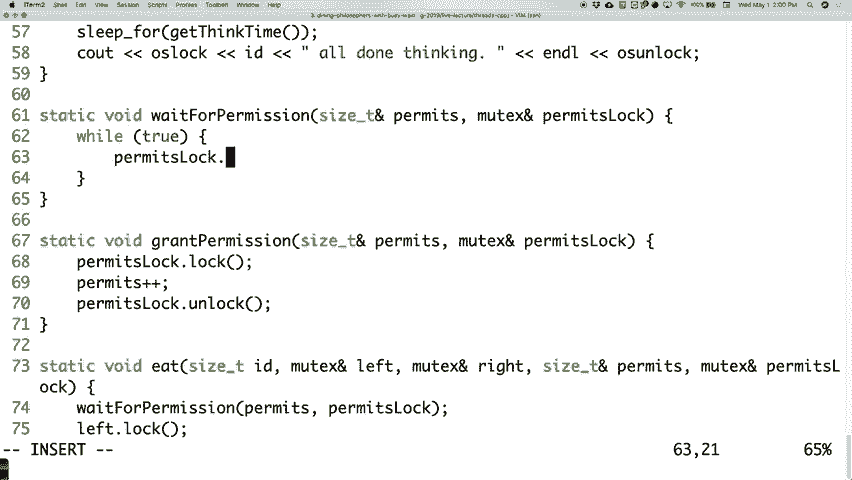 iTerm2 Shell Edit View Session Scripts Profiles Toolbelt Window Help 100% Wed May 1 2:00 PM
57     sleep_for(getThinkTime());
58     cout << oslock << id << " all done thinking. " << endl << osunlock;
59 }
60
61 static void waitForPermission(size_t& permits, mutex& permitsLock) {
62     while (true) {
63         permitsLock.
64     }
65 }
66
67 static void grantPermission(size_t& permits, mutex& permitsLock) {
68     permitsLock.lock();
69     permits++;
70     permitsLock.unlock();
71 }
72
73 static void eat(size_t id, mutex& left, mutex& right, size_t& permits, mutex& permitsL
ock) {
74     waitForPermission(permits, permitsLock);
75     left.lock();
-- INSERT -- 63,21 65%